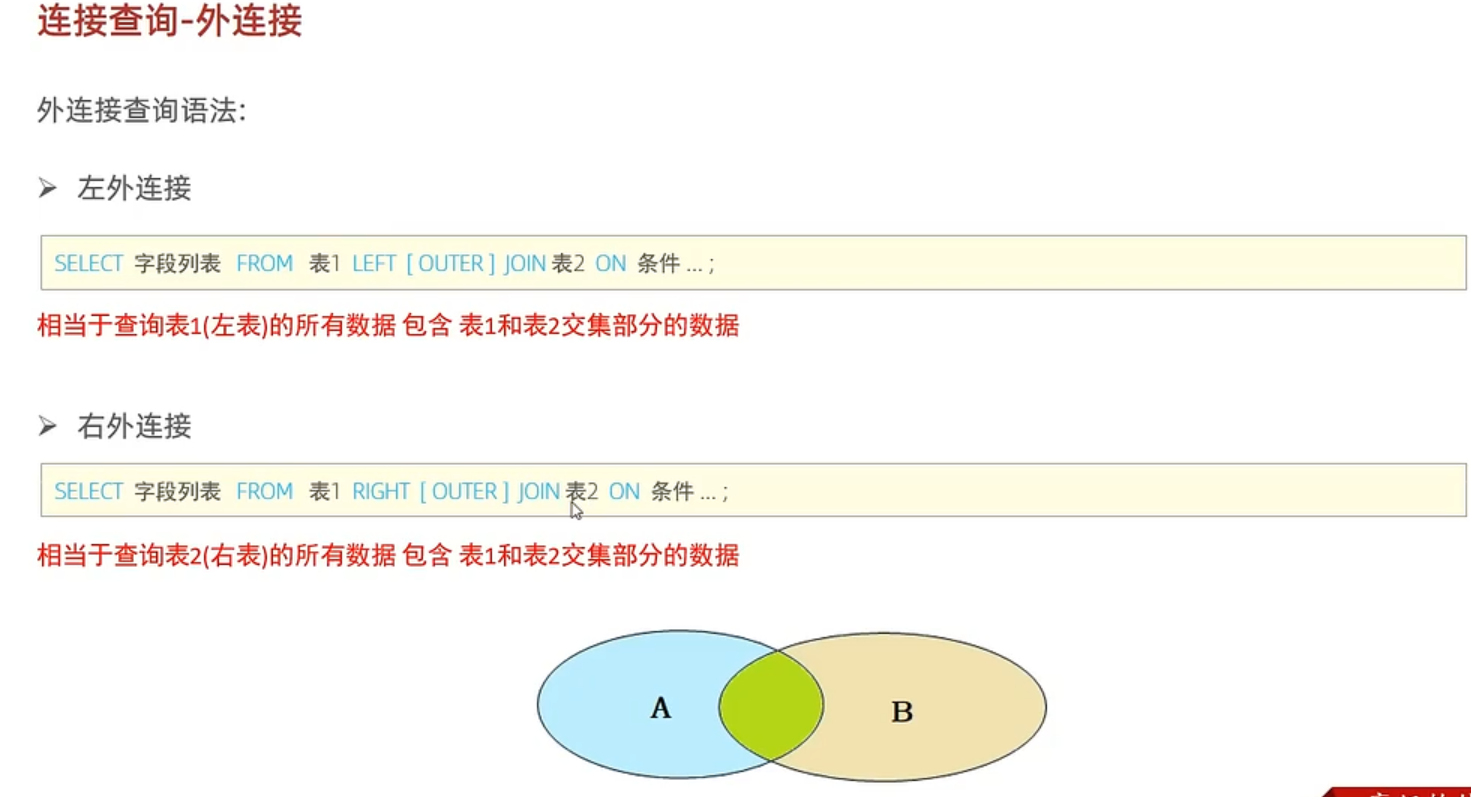 连接查询-外连接
外连接查询语法:
➢ 左外连接
SELECT 字段列表 FROM 表1 LEFT [ OUTER ] JOIN 表2 ON 条件 ... ;
相当于查询表1(左表)的所有数据 包含 表1和表2交集部分的数据
➢ 右外连接
SELECT 字段列表 FROM 表1 RIGHT [ OUTER ] JOIN 表2 ON 条件 ... ;
相当于查询表2(右表)的所有数据 包含 表1和表2交集部分的数据
A
B